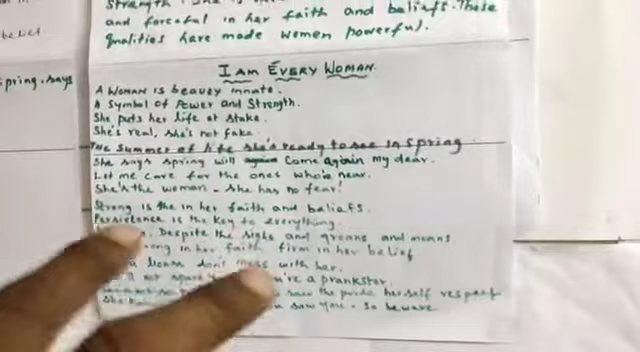 strength.
and forceful in her faith and beliefs. These
qualities have made women powerful.
belief
spring. says
I AM EVERY WOMAN.
A WOMAN is beauty innate.
A symbol of Power and Strength.
She puts her life at stake.
She's real, she's not fake.
The Summer of life she's ready to see in Spring.
She says spring will come again my dear.
Let me care for the ones who're near.
She's the woman - she has no fear!
Strong is she in her faith and beliefs.
Persistence is the key to everything.
Despite the sighs and groans and moans
strong in her faith firm in her belief
don't mess with her.
not you're a prankster.
herself respect
saw you - so beware